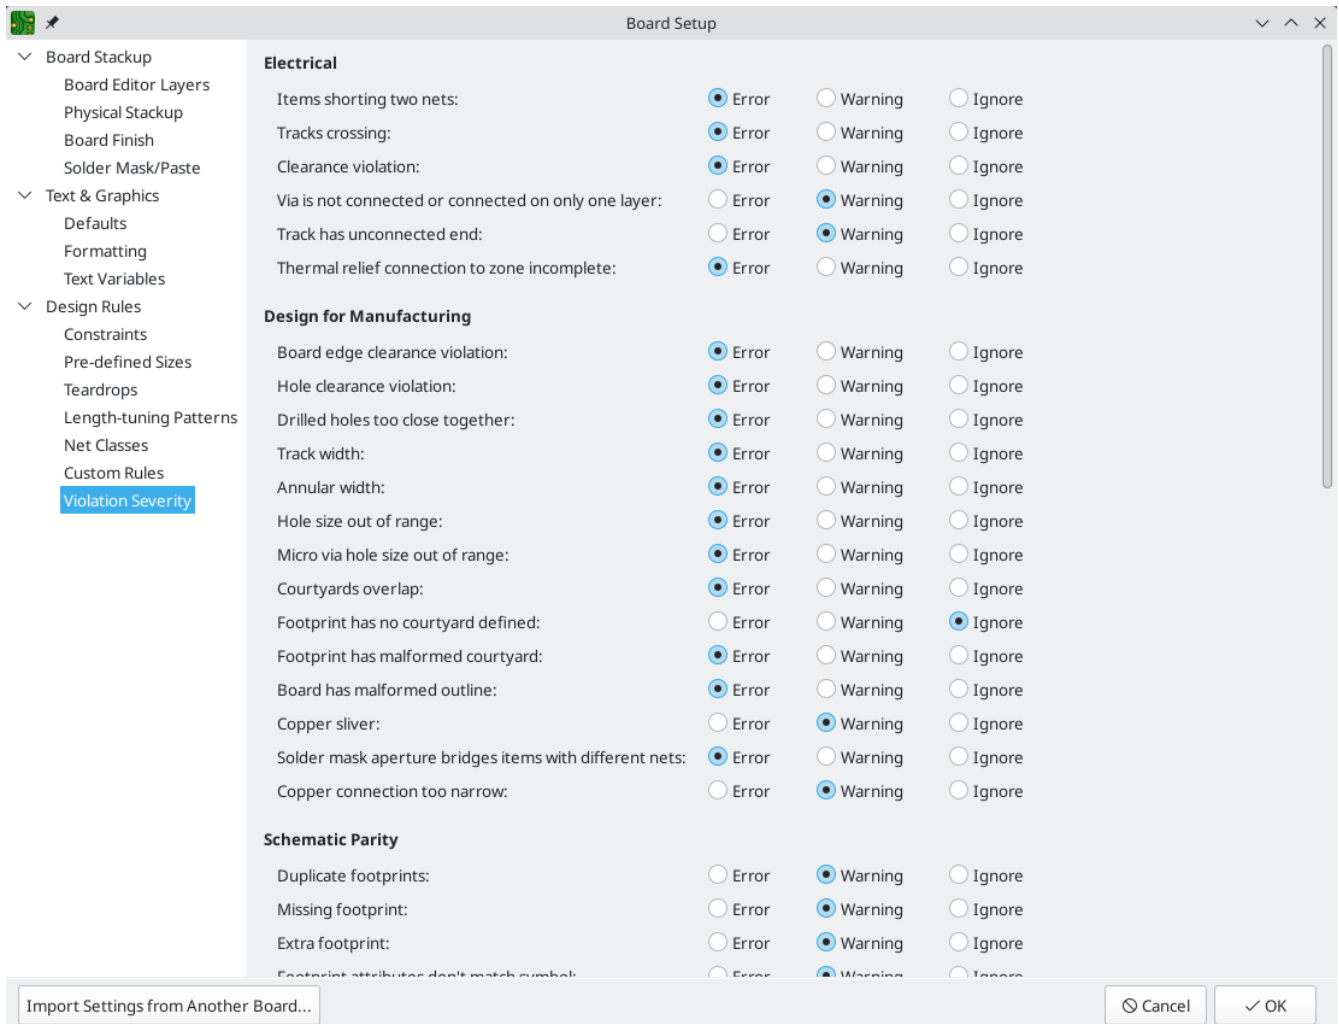 Board Setup
Board Stackup
Board Editor Layers
Physical Stackup
Board Finish
Solder Mask/Paste
Text & Graphics
Defaults
Formatting
Text Variables
Design Rules
Constraints
Pre-defined Sizes
Teardrops
Length-tuning Patterns
Net Classes
Custom Rules
Violation Severity
Electrical
Items shorting two nets: Error Warning Ignore
Tracks crossing: Error Warning Ignore
Clearance violation: Error Warning Ignore
Via is not connected or connected on only one layer: Error Warning Ignore
Track has unconnected end: Error Warning Ignore
Thermal relief connection to zone incomplete: Error Warning Ignore
Design for Manufacturing
Board edge clearance violation: Error Warning Ignore
Hole clearance violation: Error Warning Ignore
Drilled holes too close together: Error Warning Ignore
Track width: Error Warning Ignore
Annular width: Error Warning Ignore
Hole size out of range: Error Warning Ignore
Micro via hole size out of range: Error Warning Ignore
Courtyards overlap: Error Warning Ignore
Footprint has no courtyard defined: Error Warning Ignore
Footprint has malformed courtyard: Error Warning Ignore
Board has malformed outline: Error Warning Ignore
Copper sliver: Error Warning Ignore
Solder mask aperture bridges items with different nets: Error Warning Ignore
Copper connection too narrow: Error Warning Ignore
Schematic Parity
Duplicate footprints: Error Warning Ignore
Missing footprint: Error Warning Ignore
Extra footprint: Error Warning Ignore
Footprint attributes don't match symbol: Error Warning Ignore
Import Settings from Another Board... Cancel OK